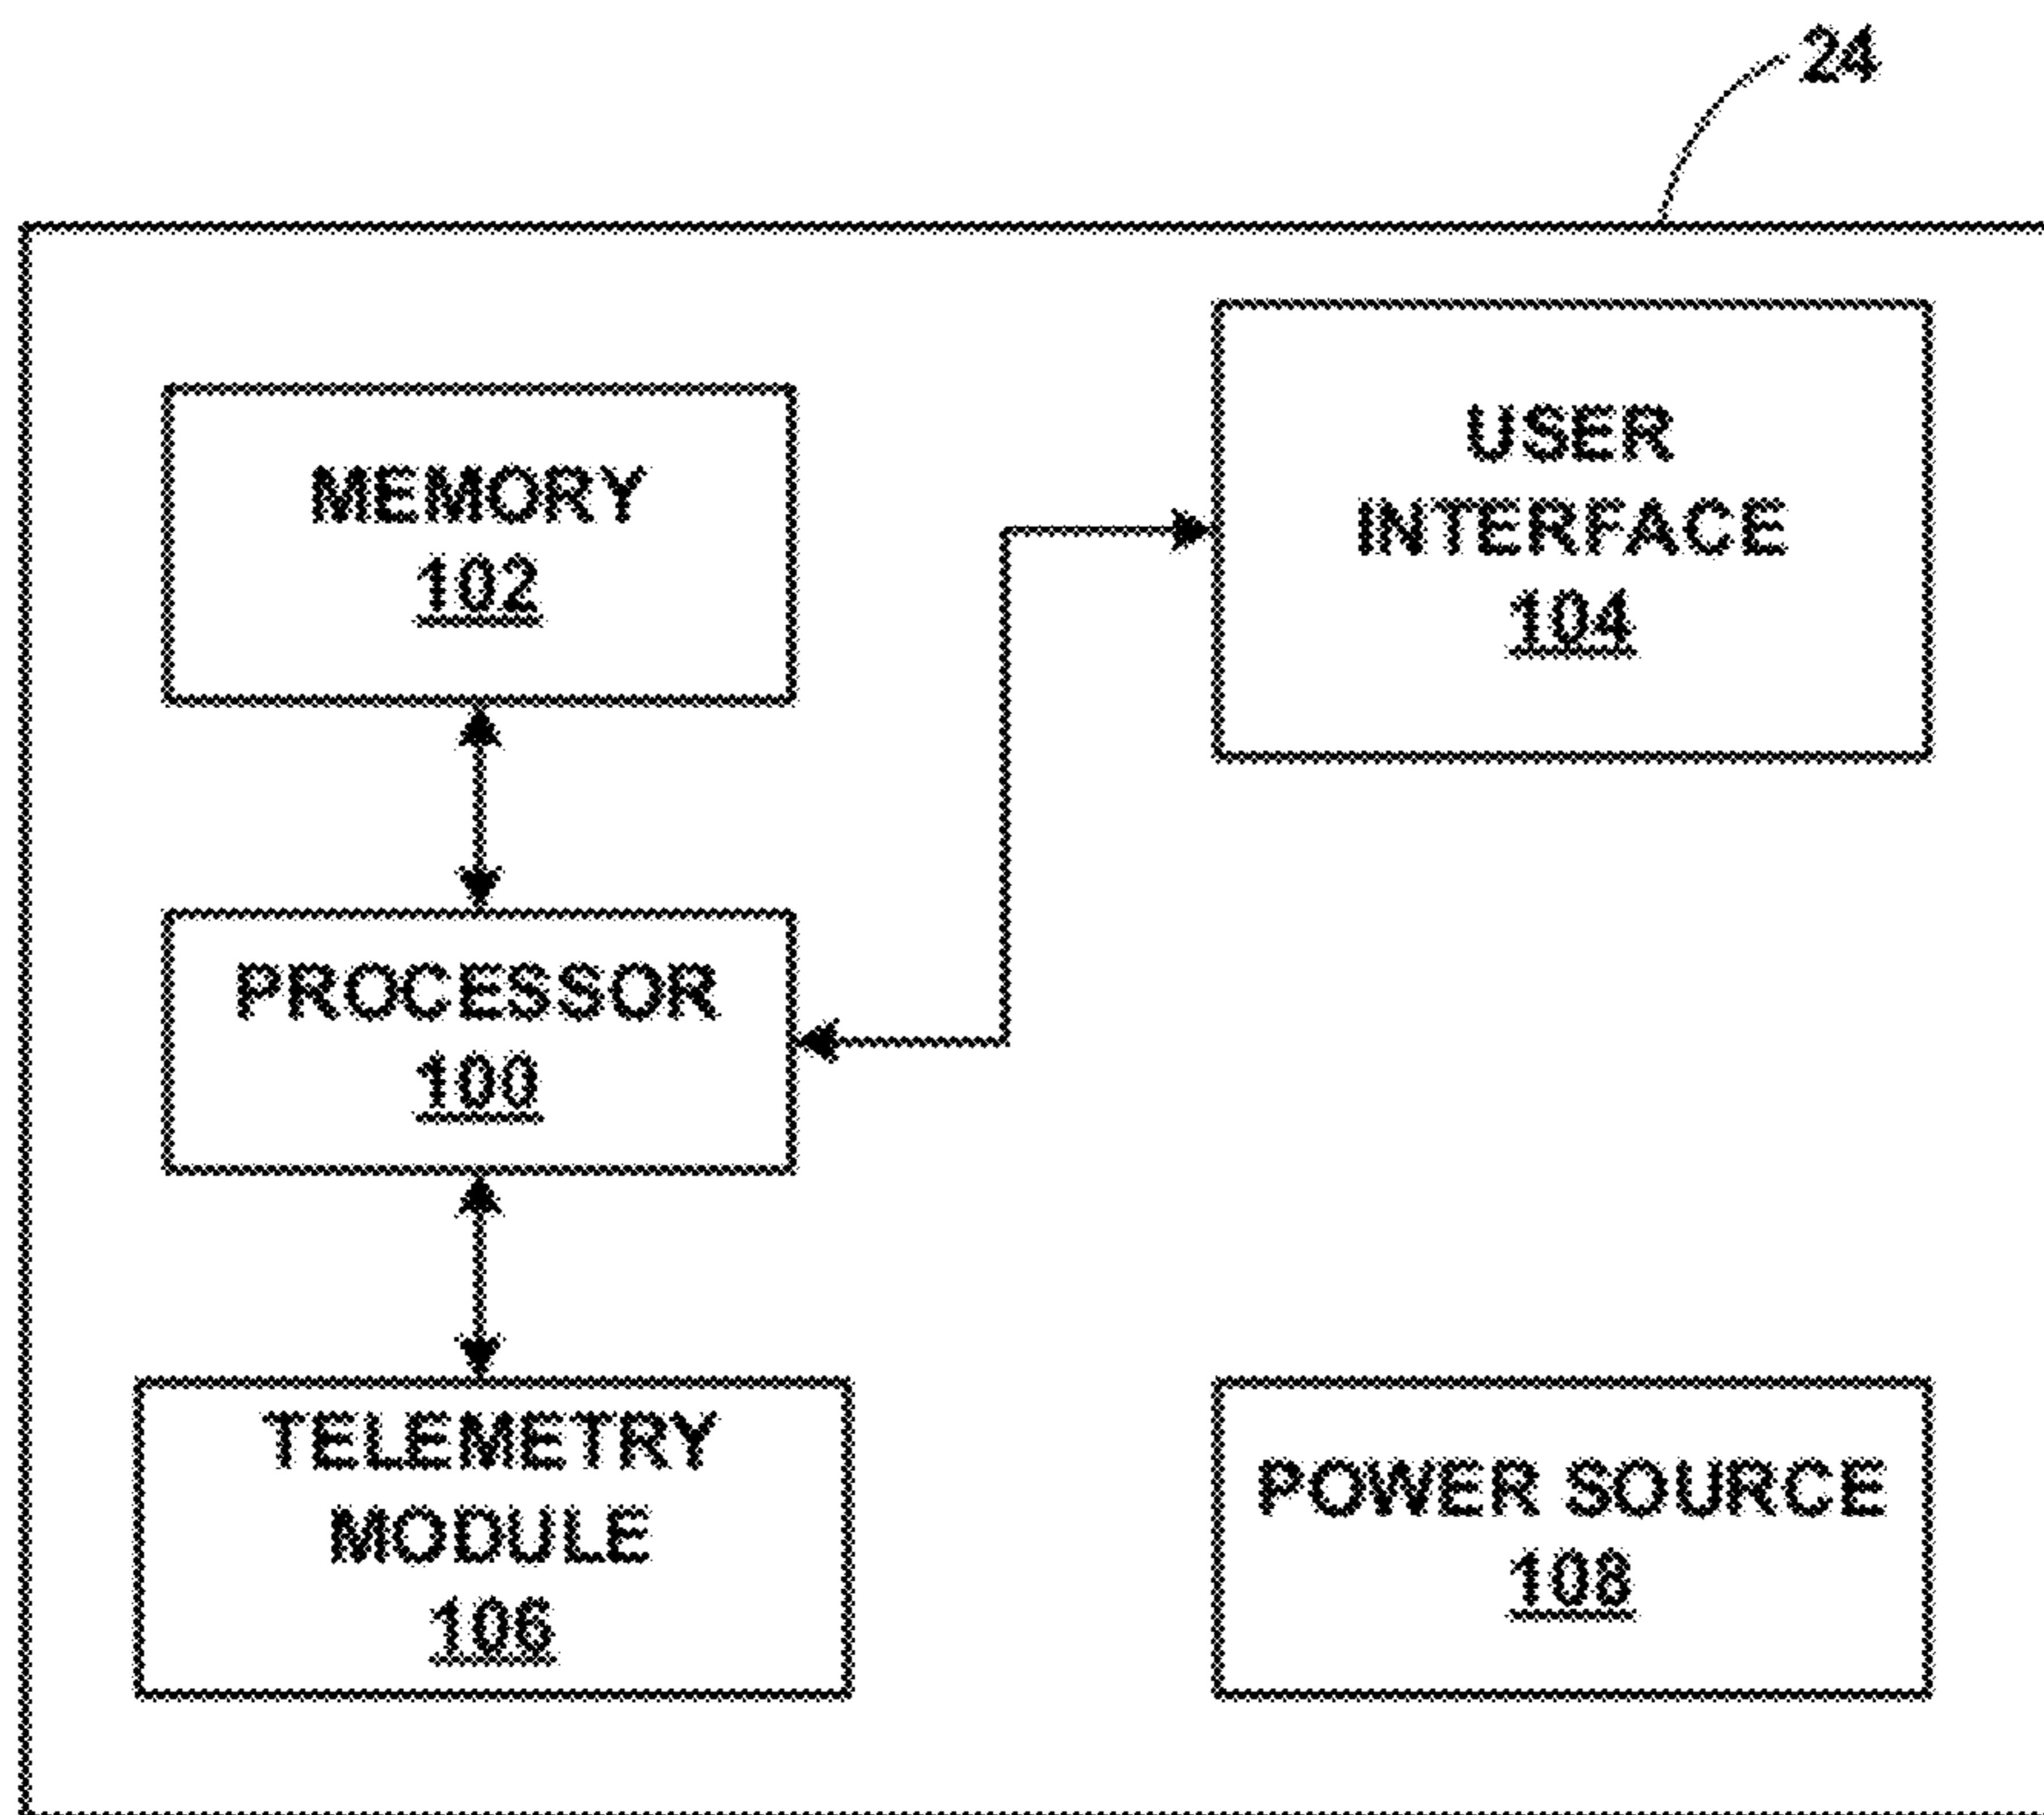 24
MEMORY
102
USER
INTERFACE
104
PROCESSOR
100
TELEMETRY
MODULE
106
POWER SOURCE
108